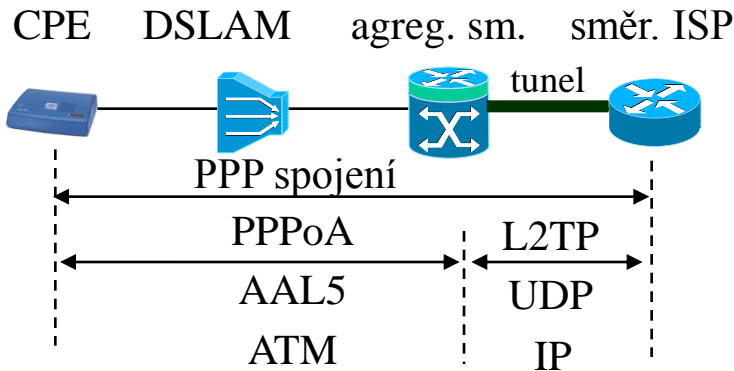 CPE DSLAM agreg. sm. směr. ISP
tunel
PPP spojení
PPPoA L2TP
AAL5 UDP
ATM IP